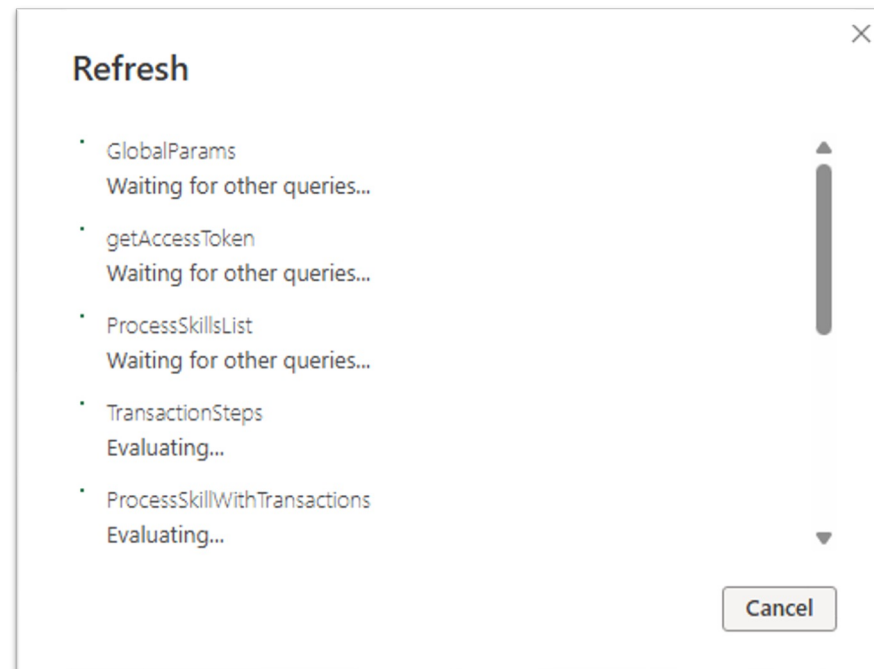 Refresh
GlobalParams
Waiting for other queries...
getAccessToken
Waiting for other queries...
ProcessSkillsList
Waiting for other queries...
TransactionSteps
Evaluating...
ProcessSkillWithTransactions
Evaluating...
Cancel